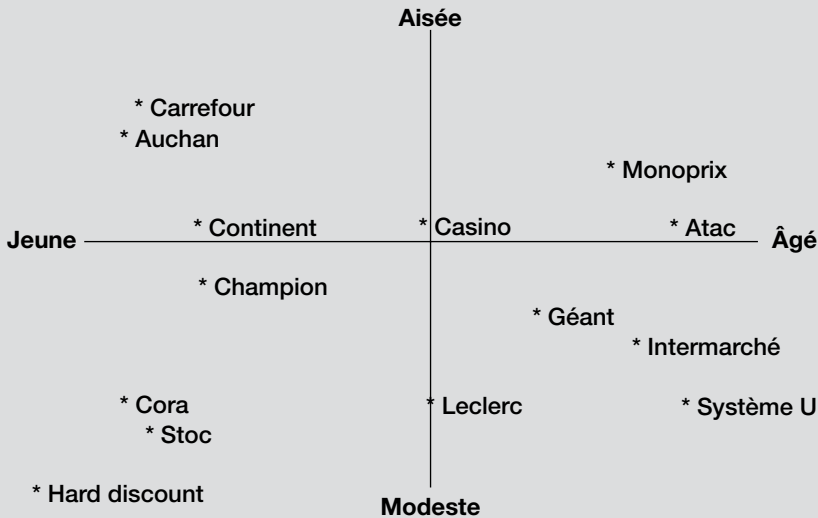 Aisée
* Carrefour
* Auchan
* Monoprix
* Continent
* Casino
* Atac
Jeune
Âgé
* Champion
* Géant
* Intermarché
* Cora
* Leclerc
* Système U
* Stoc
* Hard discount
Modeste